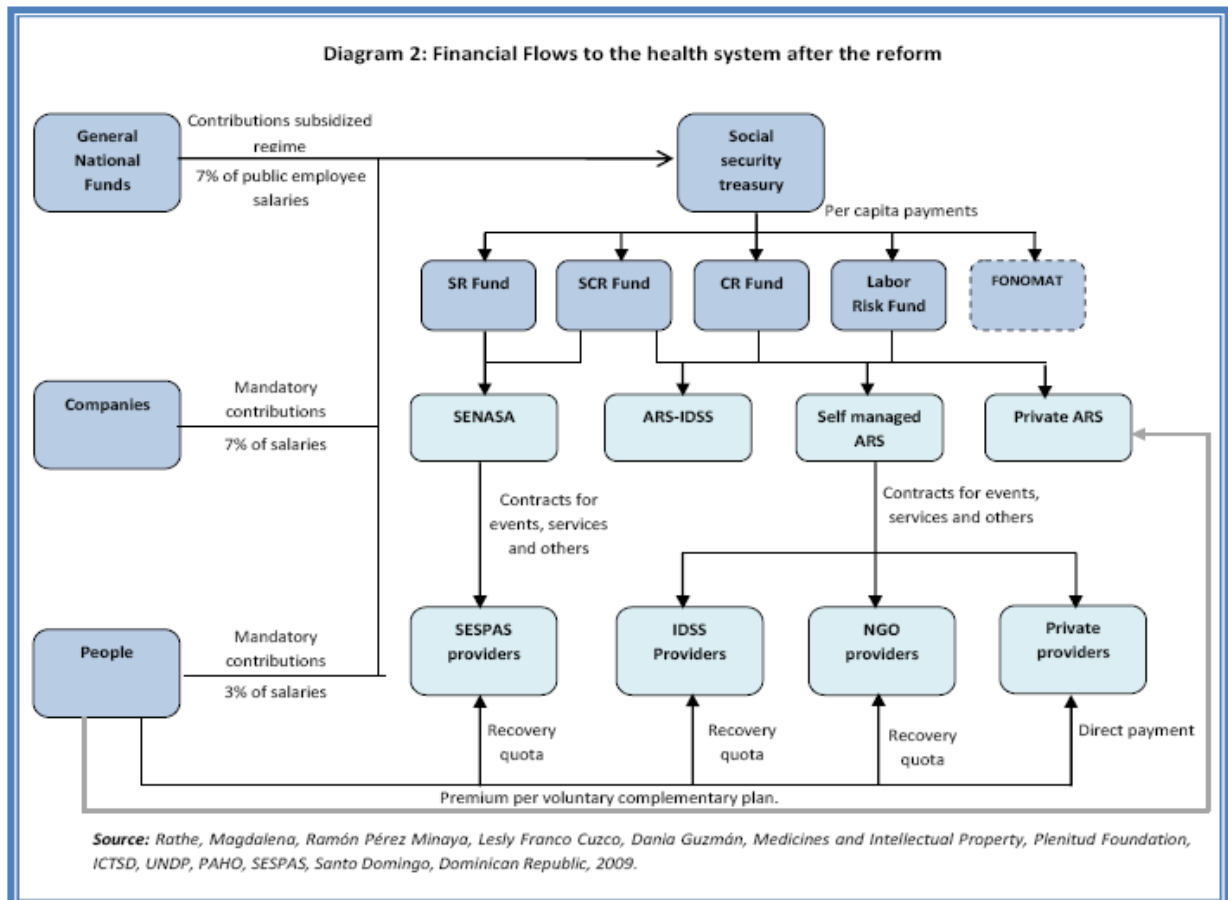 Diagram 2: Financial Flows to the health system after the reform
General
National
Funds
Contributions subsidized
regime
7% of public employee
salaries
Social
security
treasury
Per capita payments
SR Fund
SCR Fund
CR Fund
Labor
Risk Fund
FONOMAT
Companies
Mandatory
contributions
7% of salaries
SENASA
ARS-IDSS
Self managed
ARS
Private ARS
Contracts for
events, services
and others
Contracts for events,
services and others
People
Mandatory
contributions
3% of salaries
SESPAS
providers
IDSS
Providers
NGO
providers
Private
providers
Recovery
quota
Recovery
quota
Recovery
quota
Direct payment
Premium per voluntary complementary plan.
Source: Rathe, Magdalena, Ramón Pérez Minaya, Lesly Franco Cuzco, Dania Guzmán, Medicines and Intellectual Property, Plenitud Foundation,
ICTSD, UNDP, PAHO, SESPAS, Santo Domingo, Dominican Republic, 2009.